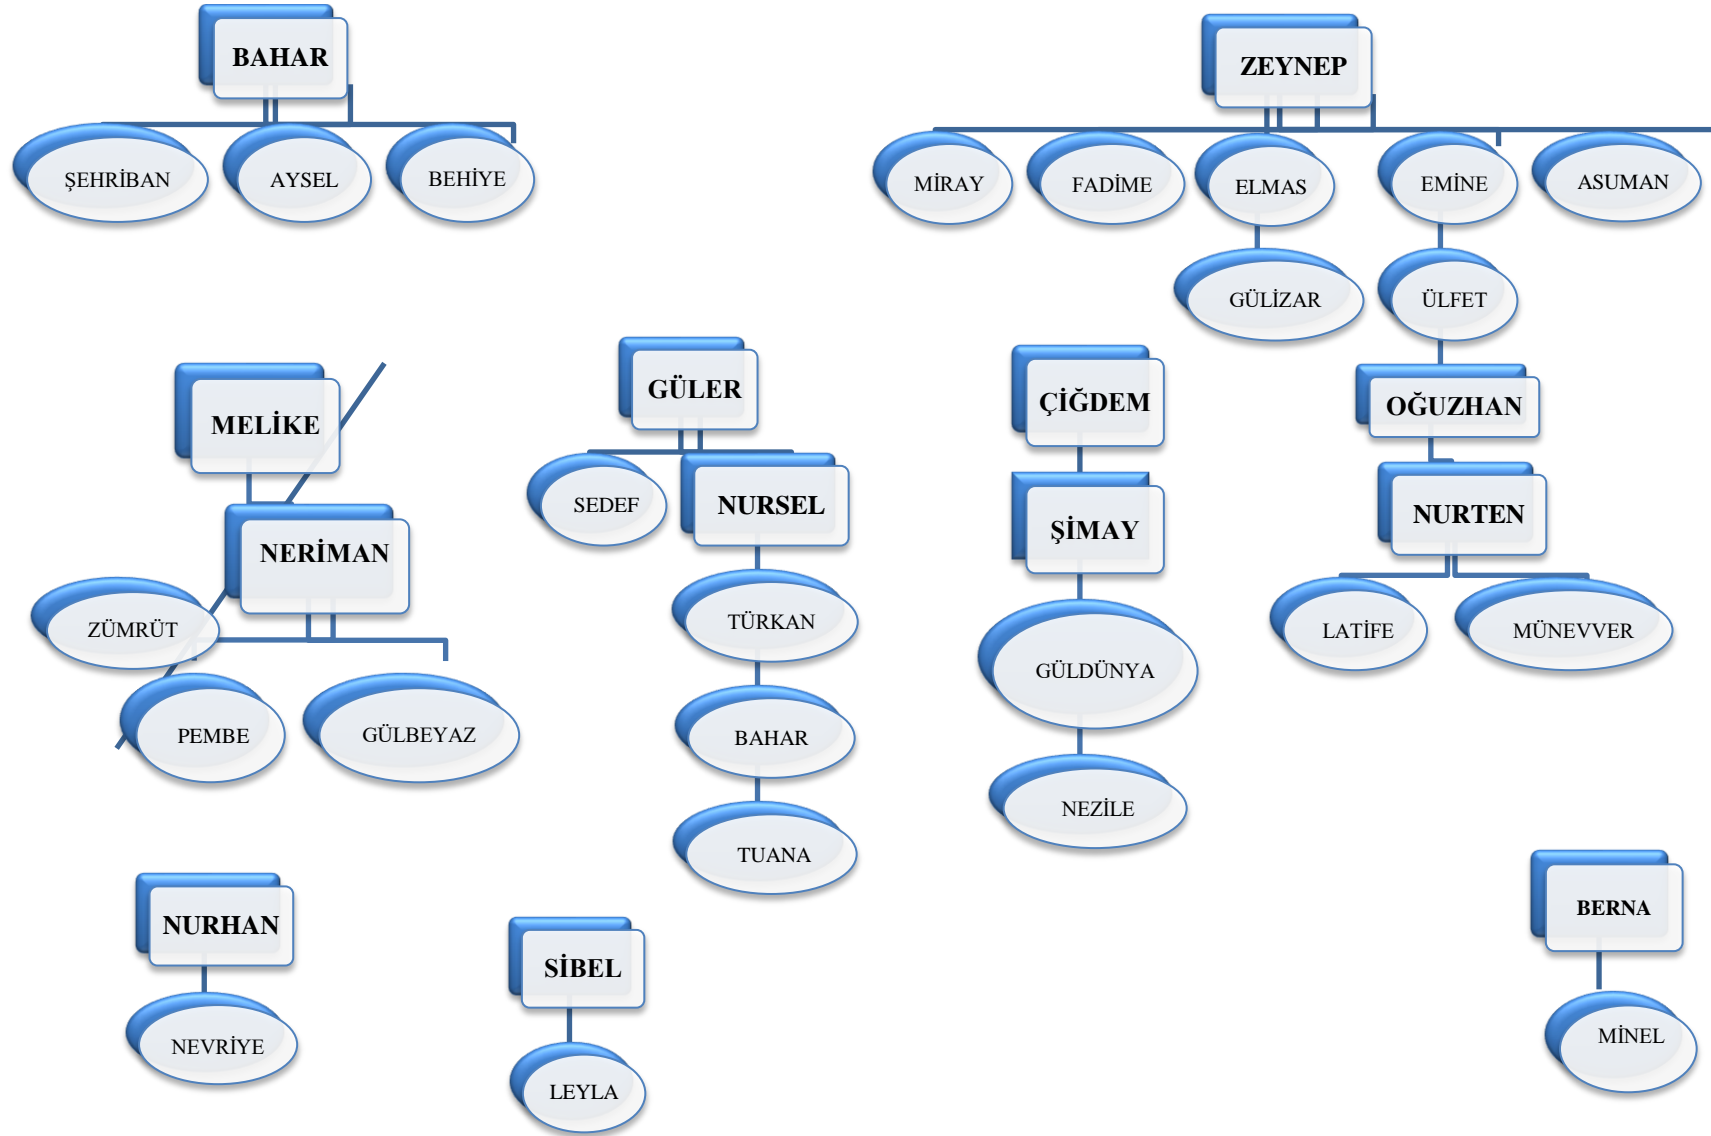 BAHAR
ZEYNEP
ŞEHRİBAN
AYSEL
BEHİYE
MİRAY
FADİME
ELMAS
EMİNE
ASUMAN
GÜLİZAR
ÜLFET
MELİKE
GÜLER
ÇİĞDEM
OĞUZHAN
SEDEF
NURSEL
ŞİMAY
NURTEN
NERİMAN
ZÜMRÜT
TÜRKAN
GÜLDÜNYA
LATİFE
MÜNEVVER
PEMBE
GÜLBEYAZ
BAHAR
NEZİLE
TUANA
NURHAN
SİBEL
BERNA
NEVRİYE
LEYLA
MİNEL